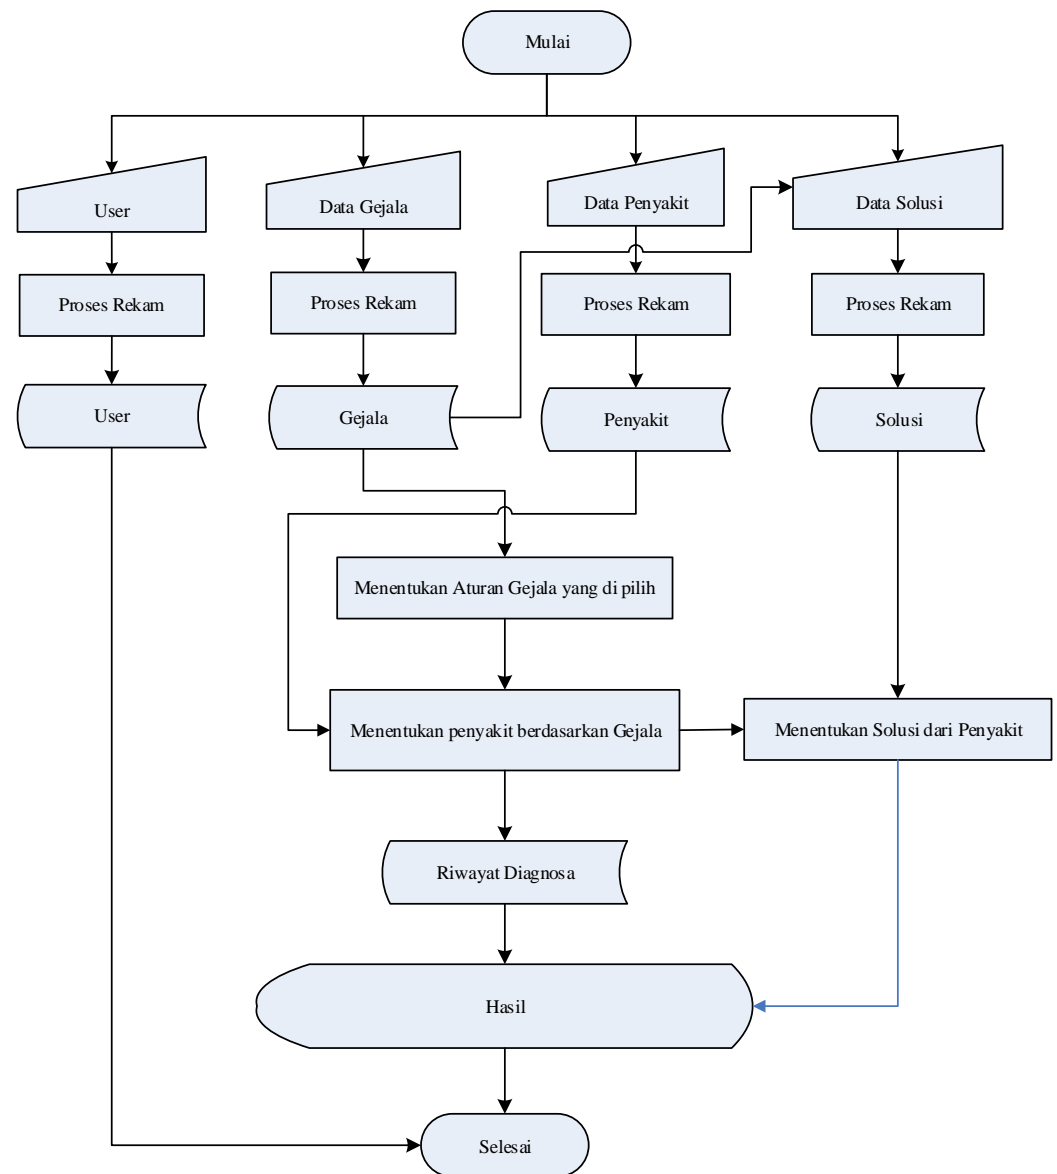 Mulai
User
Data Gejala
Data Penyakit
Data Solusi
Proses Rekam
Proses Rekam
Proses Rekam
Proses Rekam
User
Gejala
Penyakit
Solusi
Menentukan Aturan Gejala yang di pilih
Menentukan penyakit berdasarkan Gejala
Menentukan Solusi dari Penyakit
Riwayat Diagnosa
Hasil
Selesai